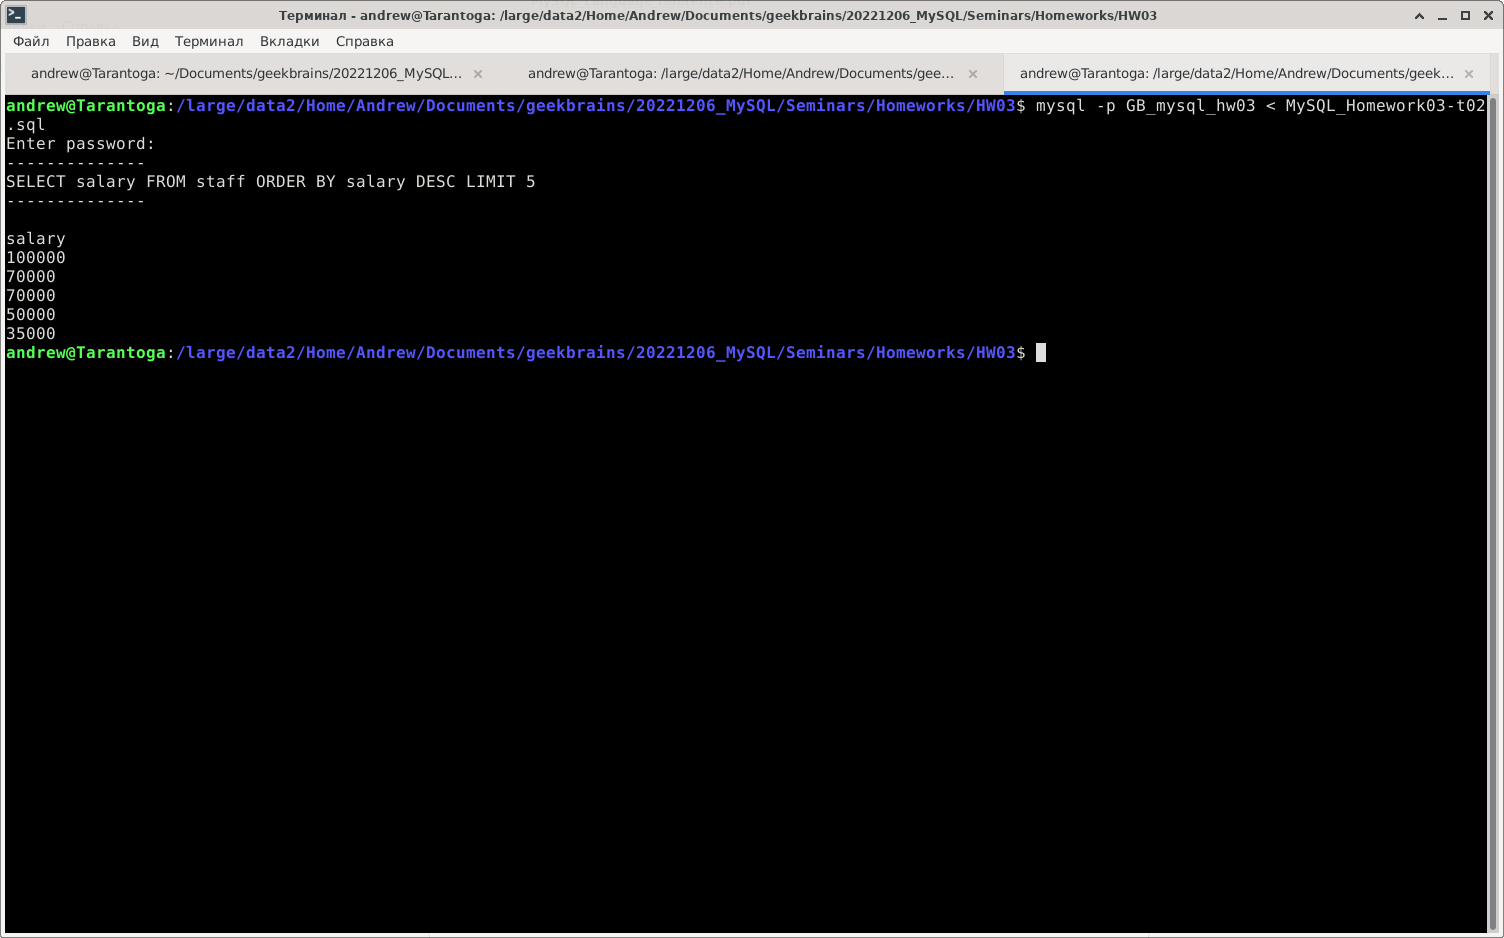 Терминал - andrew@Tarantoga: /large/data2/Home/Andrew/Documents/geekbrains/20221206_MySQL/Seminars/Homeworks/HW03
Файл Правка Вид Терминал Вкладки Справка
andrew@Tarantoga: ~/Documents/geekbrains/20221206_MySQL... andrew@Tarantoga: /large/data2/Home/Andrew/Documents/gee... andrew@Tarantoga: /large/data2/Home/Andrew/Documents/geek...
andrew@Tarantoga:/large/data2/Home/Andrew/Documents/geekbrains/20221206_MySQL/Seminars/Homeworks/HW03$ mysql -p GB_mysql_hw03 < MySQL_Homework03-t02
.sql
Enter password:
--------------
SELECT salary FROM staff ORDER BY salary DESC LIMIT 5
--------------
salary
100000
70000
70000
50000
35000
andrew@Tarantoga:/large/data2/Home/Andrew/Documents/geekbrains/20221206_MySQL/Seminars/Homeworks/HW03$